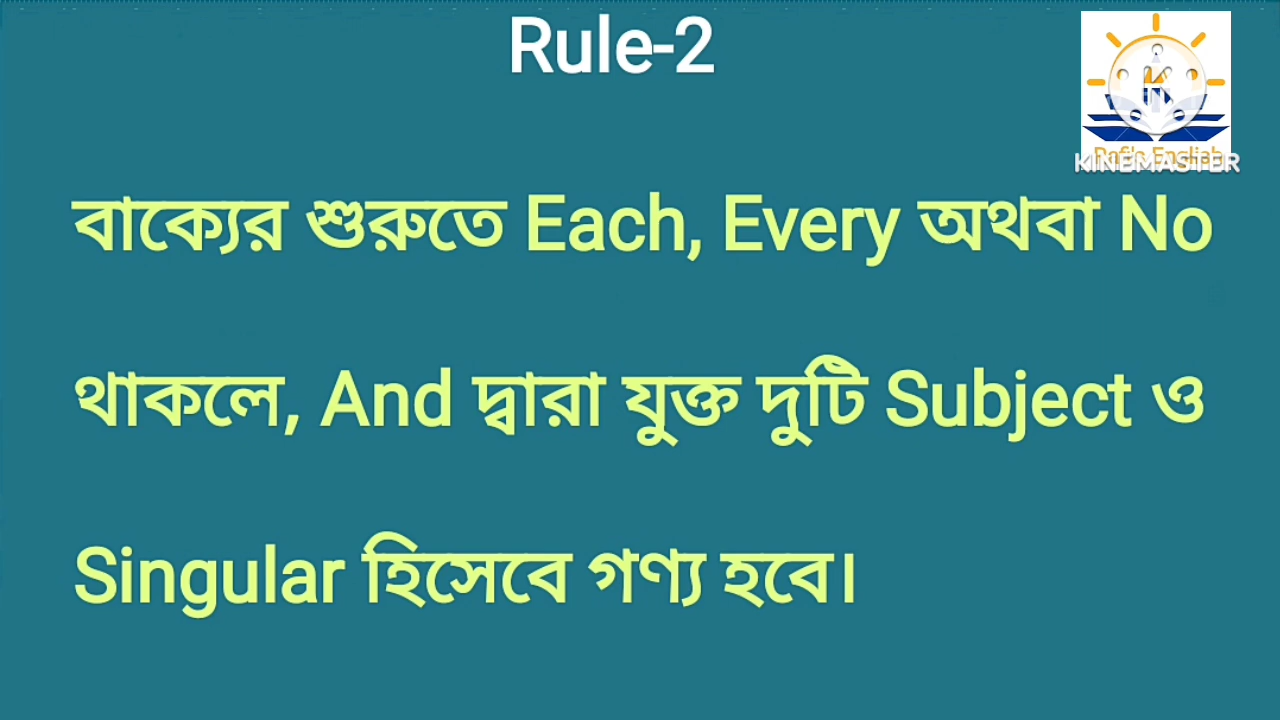 Rule-2
KINEMASTER
বাক্যের শুরুতে Each, Every অথবা No
থাকলে, And দ্বারা যুক্ত দুটি Subject ও
Singular হিসেবে গণ্য হবে।